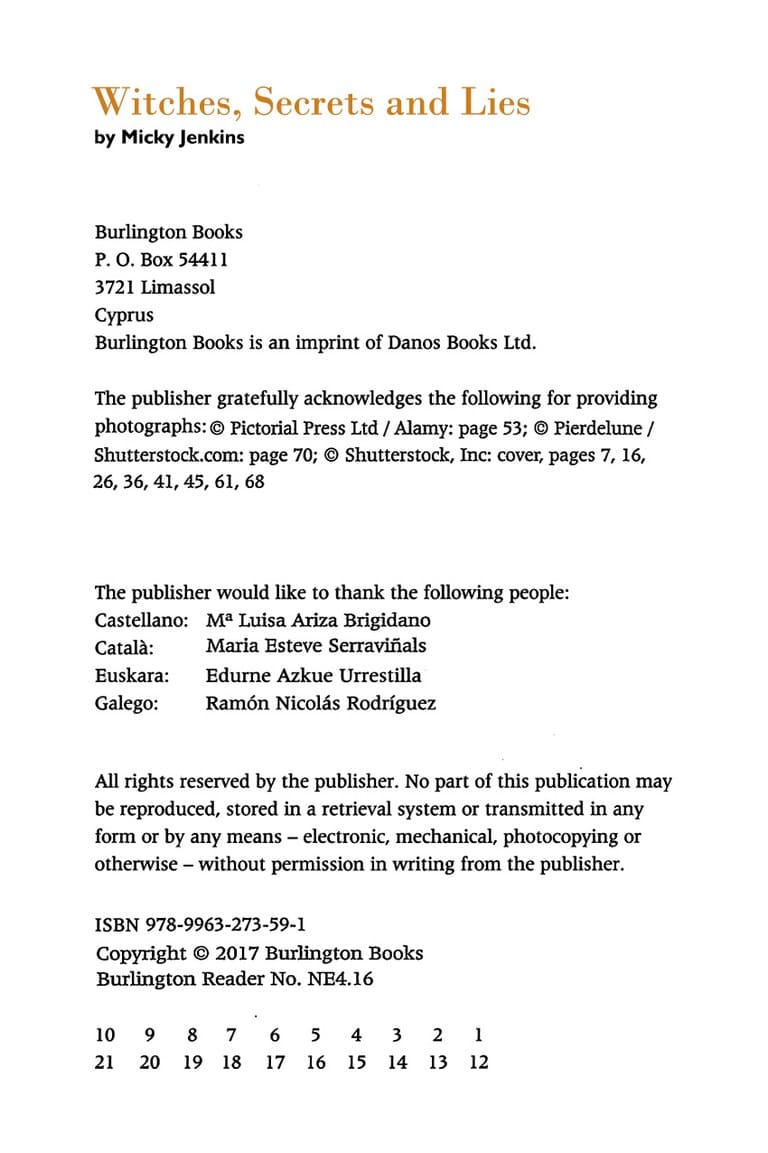 Witches, Secrets and Lies
by Micky Jenkins
Burlington Books
P. O. Box 54411
3721 Limassol
Cyprus
Burlington Books is an imprint of Danos Books Ltd.
The publisher gratefully acknowledges the following for providing
photographs: © Pictorial Press Ltd / Alamy: page 53; © Pierdelune /
Shutterstock.com: page 70; © Shutterstock, Inc: cover, pages 7, 16,
26, 36, 41, 45, 61, 68
The publisher would like to thank the following people:
Castellano: Mª Luisa Ariza Brigidano
Català: Maria Esteve Serraviñals
Euskara: Edurne Azkue Urrestilla
Galego: Ramón Nicolás Rodríguez
All rights reserved by the publisher. No part of this publication may
be reproduced, stored in a retrieval system or transmitted in any
form or by any means – electronic, mechanical, photocopying or
otherwise – without permission in writing from the publisher.
ISBN 978-9963-273-59-1
Copyright © 2017 Burlington Books
Burlington Reader No. NE4.16
10 9 8 7 6 5 4 3 2 1
21 20 19 18 17 16 15 14 13 12